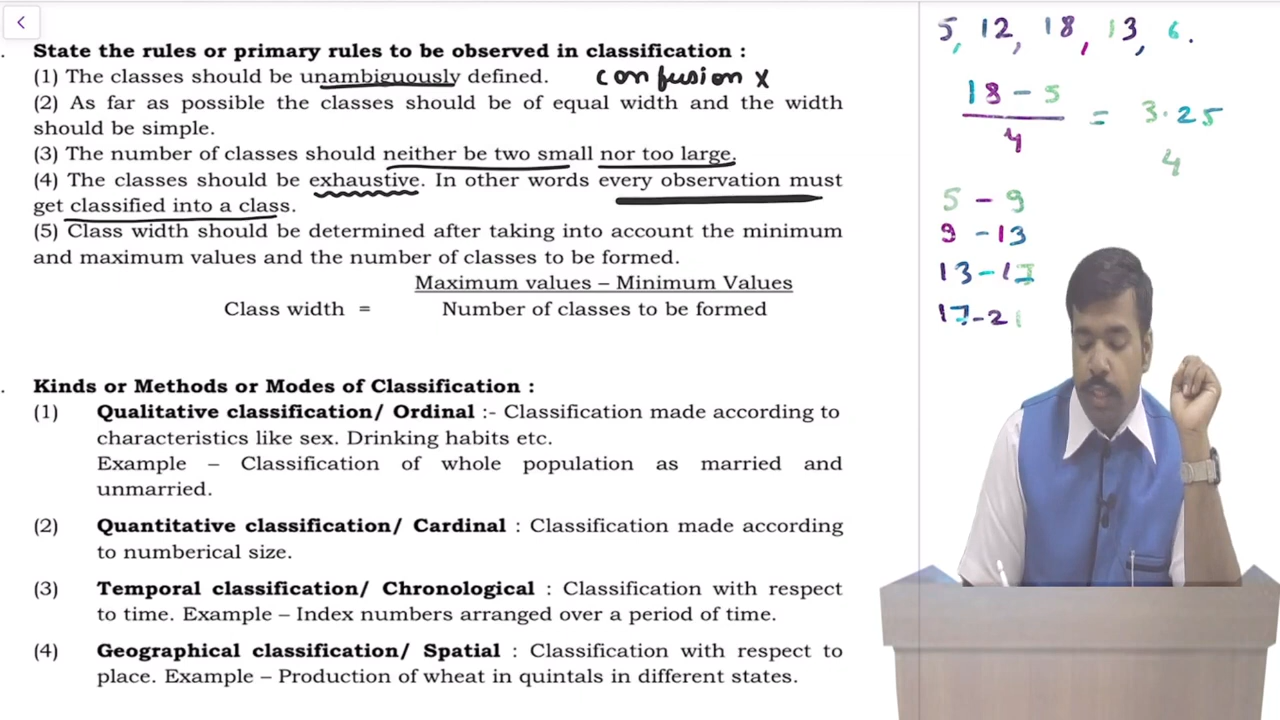 . State the rules or primary rules to be observed in classification :
(1) The classes should be unambiguously defined. confusion x
(2) As far as possible the classes should be of equal width and the width
should be simple.
(3) The number of classes should neither be two small nor too large.
(4) The classes should be exhaustive. In other words every observation must
get classified into a class.
(5) Class width should be determined after taking into account the minimum
and maximum values and the number of classes to be formed.
Maximum values – Minimum Values
Class width =
Number of classes to be formed
. Kinds or Methods or Modes of Classification :
(1) Qualitative classification/ Ordinal :- Classification made according to
characteristics like sex. Drinking habits etc.
Example – Classification of whole population as married and
unmarried.
(2) Quantitative classification/ Cardinal : Classification made according
to numberical size.
(3) Temporal classification/ Chronological : Classification with respect
to time. Example – Index numbers arranged over a period of time.
(4) Geographical classification/ Spatial : Classification with respect to
place. Example – Production of wheat in quintals in different states.
5, 12, 18, 13, 6.
18 - 5
= 3.25
4
4
5 - 9
9 - 13
13 - 17
17 - 21